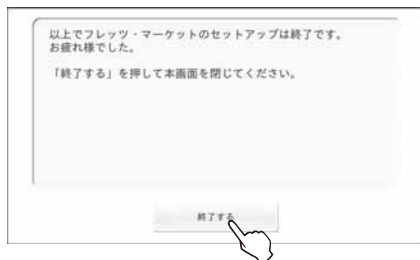 以上でフレッツ・マーケットのセットアップは終了です。
お疲れ様でした。
「終了する」を押して本画面を閉じてください。
終了する